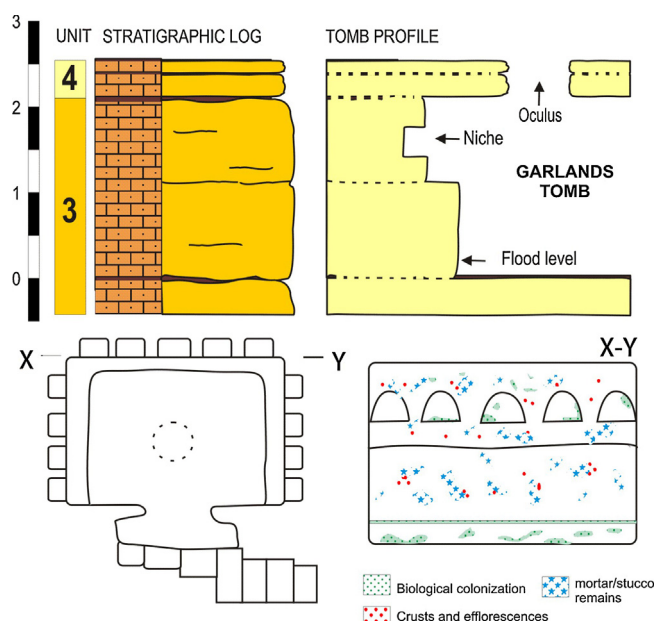 3
UNIT STRATIGRAPHIC LOG
TOMB PROFILE
4
2
Oculus
Niche
GARLANDS
TOMB
1
3
Flood level
0
X
Y
X-Y
Biological colonization
mortar/stucco
remains
Crusts and efflorescences